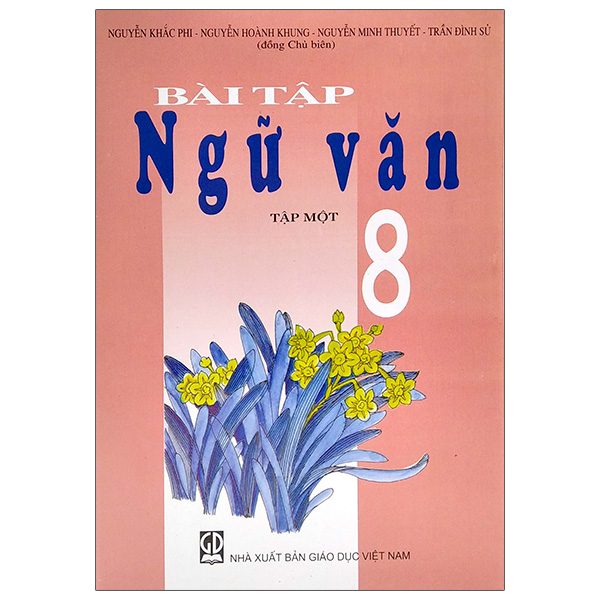 NGUYỄN KHẮC PHI - NGUYỄN HOÀNH KHUNG - NGUYỄN MINH THUYẾT - TRẦN ĐÌNH SỬ
(đồng Chủ biên)
BÀI TẬP
Ngữ văn
TẬP MỘT
8
GD
NHÀ XUẤT BẢN GIÁO DỤC VIỆT NAM